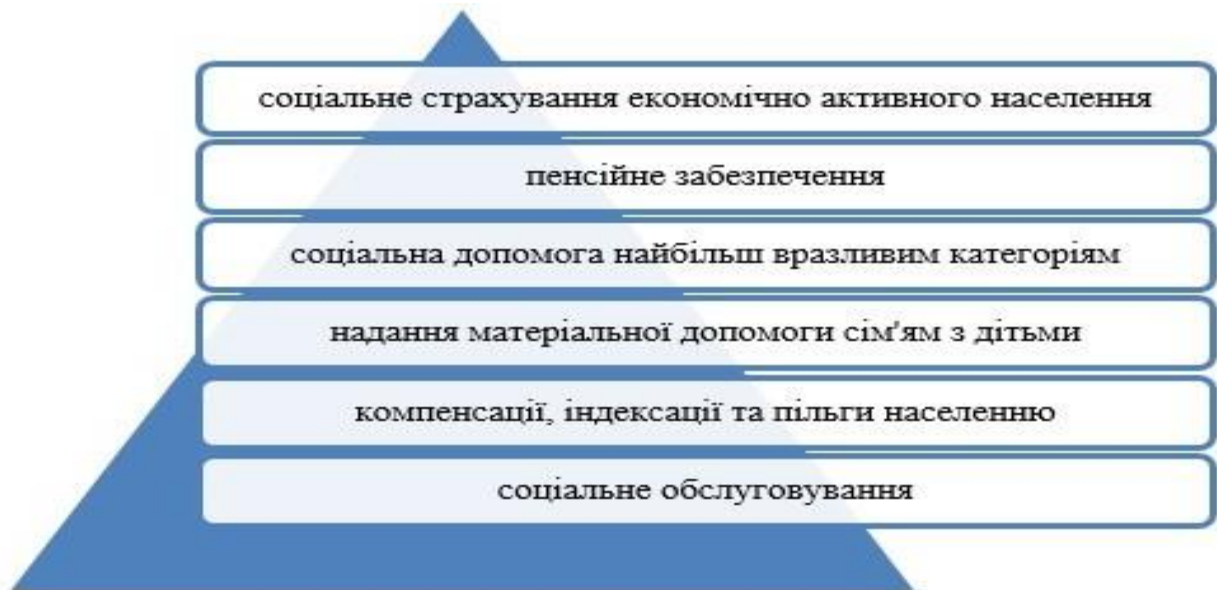 соціальне страхування економічно активного населення
пенсійне забезпечення
соціальна допомога найбільш вразливим категоріям
надання матеріальної допомоги сім'ям з дітьми
компенсації, індексації та пільги населенню
соціальне обслуговування